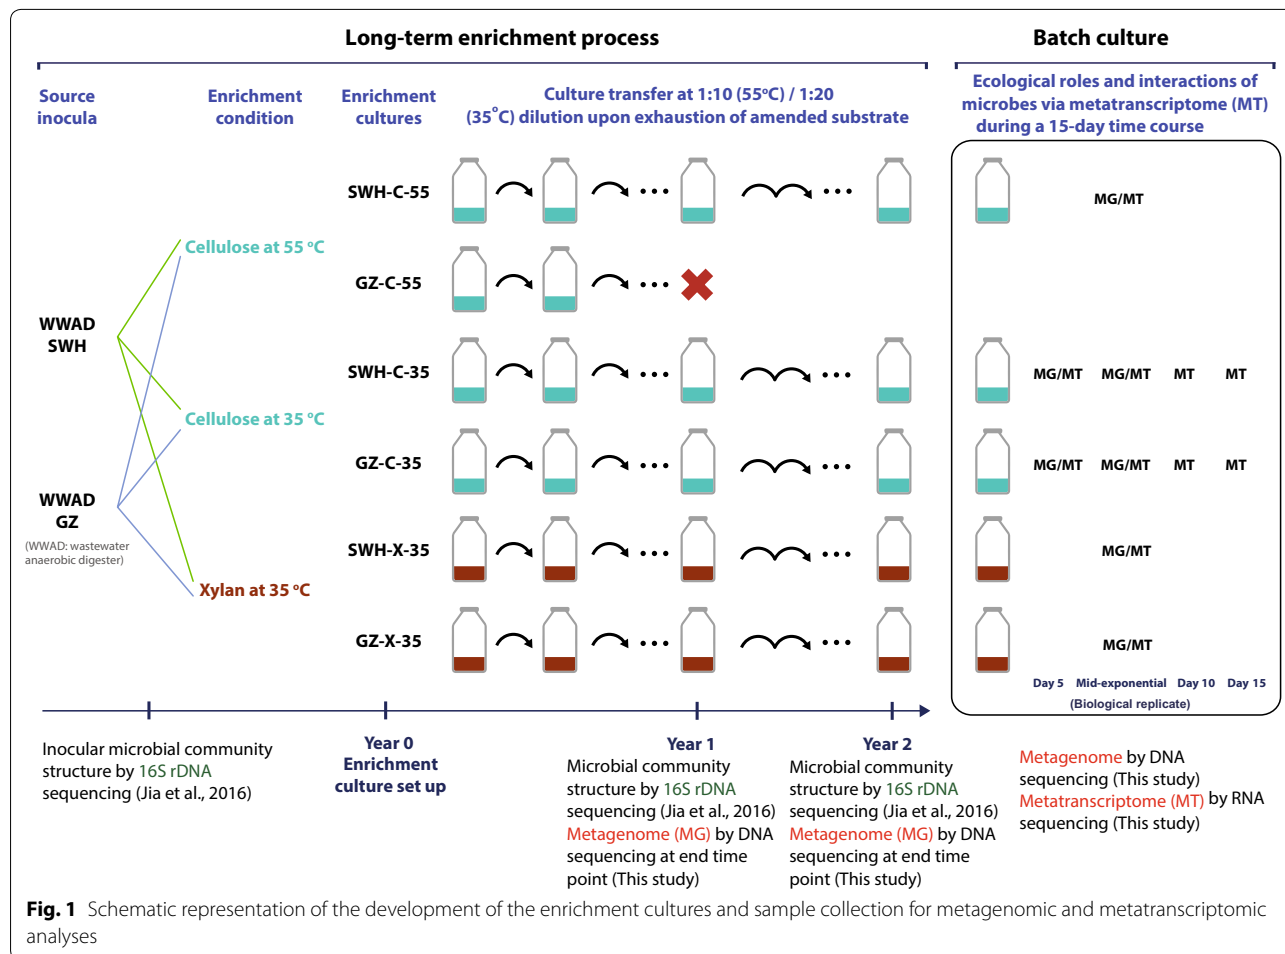 Long-term enrichment process
Batch culture
Source
inocula
Enrichment
condition
Enrichment
cultures
Culture transfer at 1:10 (55°C) / 1:20
(35°C) dilution upon exhaustion of amended substrate
Ecological roles and interactions of
microbes via metatranscriptome (MT)
during a 15-day time course
SWH-C-55
MG/MT
Cellulose at 55 °C
GZ-C-55
WWAD
SWH
SWH-C-35
MG/MT MG/MT MT MT
Cellulose at 35 °C
GZ-C-35
MG/MT MG/MT MT MT
WWAD
GZ
(WWAD: wastewater
anaerobic digester)
SWH-X-35
MG/MT
Xylan at 35 °C
GZ-X-35
MG/MT
Day 5 Mid-exponential Day 10 Day 15
(Biological replicate)
Inocular microbial community
structure by 16S rDNA
sequencing (Jia et al., 2016)
Year 0
Enrichment
culture set up
Year 1
Microbial community
structure by 16S rDNA
sequencing (Jia et al., 2016)
Metagenome (MG) by DNA
sequencing at end time
point (This study)
Year 2
Microbial community
structure by 16S rDNA
sequencing (Jia et al., 2016)
Metagenome (MG) by DNA
sequencing at end time
point (This study)
Metagenome by DNA
sequencing (This study)
Metatranscriptome (MT) by RNA
sequencing (This study)
Fig. 1 Schematic representation of the development of the enrichment cultures and sample collection for metagenomic and metatranscriptomic
analyses